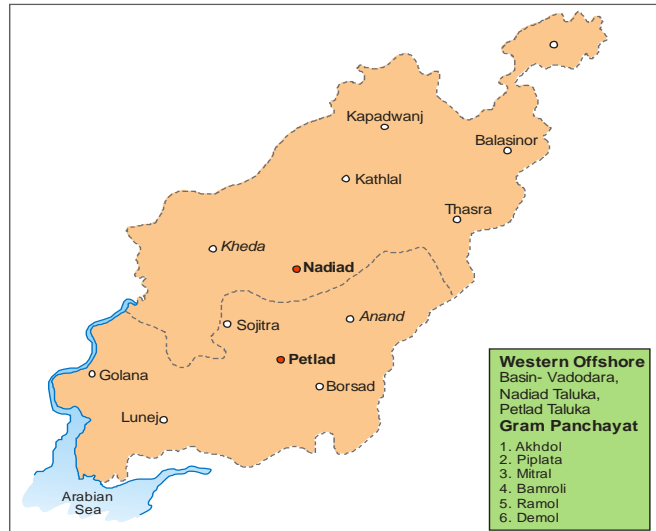 Kapadwanj
Balasinor
Kathlal
Thasra
Kheda
Nadiad
Sojitra
Anand
Petlad
Golana
Borsad
Lunej
Arabian
Sea
Western Offshore
Basin- Vadodara,
Nadiad Taluka,
Petlad Taluka
Gram Panchayat
1. Akhdol
2. Piplata
3. Mitral
4. Bamroli
5. Ramol
6. Demol